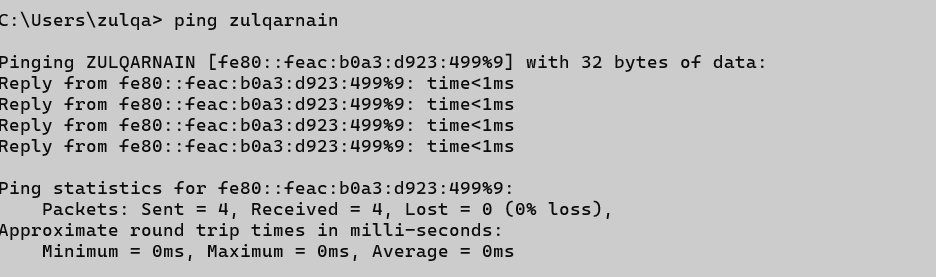 C:\Users\zulqa> ping zulqarnain
Pinging ZULQARNAIN [fe80::feac:b0a3:d923:499%9] with 32 bytes of data:
Reply from fe80::feac:b0a3:d923:499%9: time<1ms
Reply from fe80::feac:b0a3:d923:499%9: time<1ms
Reply from fe80::feac:b0a3:d923:499%9: time<1ms
Reply from fe80::feac:b0a3:d923:499%9: time<1ms
Ping statistics for fe80::feac:b0a3:d923:499%9:
    Packets: Sent = 4, Received = 4, Lost = 0 (0% loss),
Approximate round trip times in milli-seconds:
    Minimum = 0ms, Maximum = 0ms, Average = 0ms